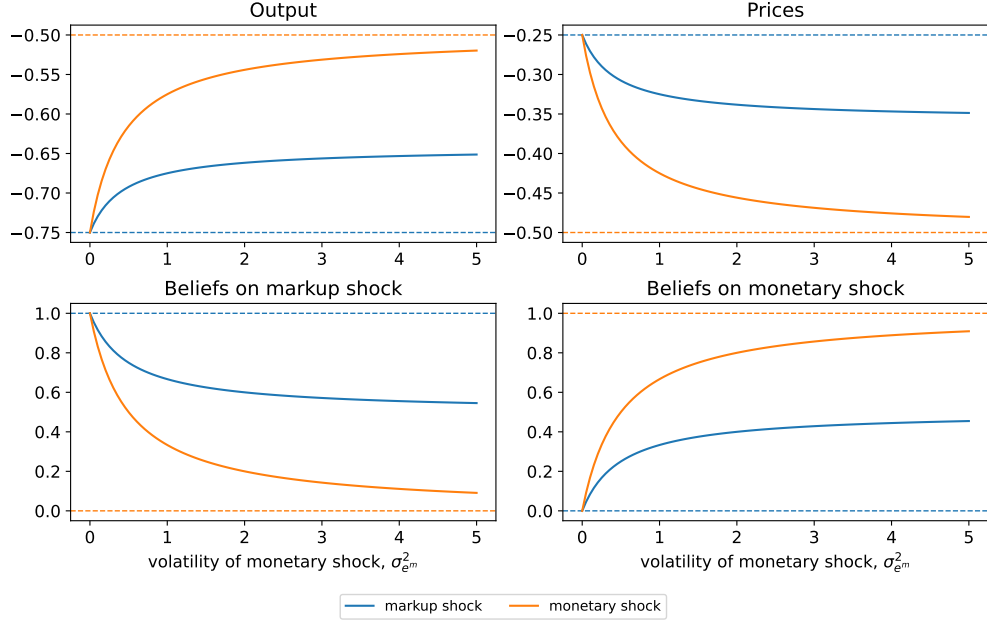 Output
−0.50
−0.55
−0.60
−0.65
−0.70
−0.75
0 1 2 3 4 5
Prices
−0.25
−0.30
−0.35
−0.40
−0.45
−0.50
0 1 2 3 4 5
Beliefs on markup shock
1.0
0.8
0.6
0.4
0.2
0.0
0 1 2 3 4 5
volatility of monetary shock, σ²ₑᵐ
Beliefs on monetary shock
1.0
0.8
0.6
0.4
0.2
0.0
0 1 2 3 4 5
volatility of monetary shock, σ²ₑᵐ
markup shock
monetary shock